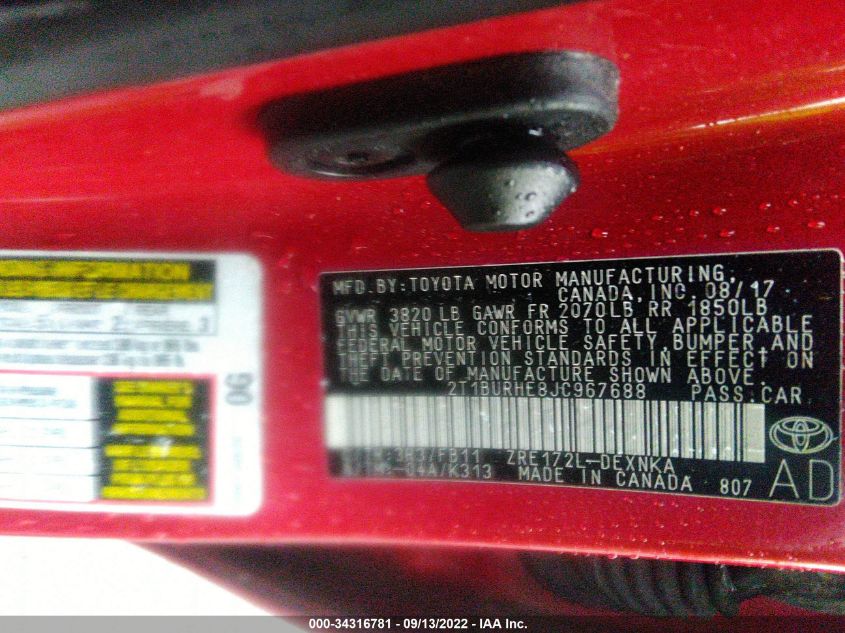 MFD.BY:TOYOTA MOTOR MANUFACTURING,
CANADA, INC. 08/17
GVWR 3820 LB GAWR FR 2070LB, RR 1850LB
THIS VEHICLE CONFORMS TO ALL APPLICABLE
FEDERAL MOTOR VEHICLE SAFETY, BUMPER, AND
THEFT PREVENTION STANDARDS IN EFFECT ON
THE DATE OF MANUFACTURE SHOWN ABOVE.
2T1BURHE8JC967688 PASS.CAR
3R3/FB11 ZRE172L-DEXNKA
-04A/K313 MADE IN CANADA 807
AD
INFORMATION
OG
000-34316781 - 09/13/2022 - IAA Inc.